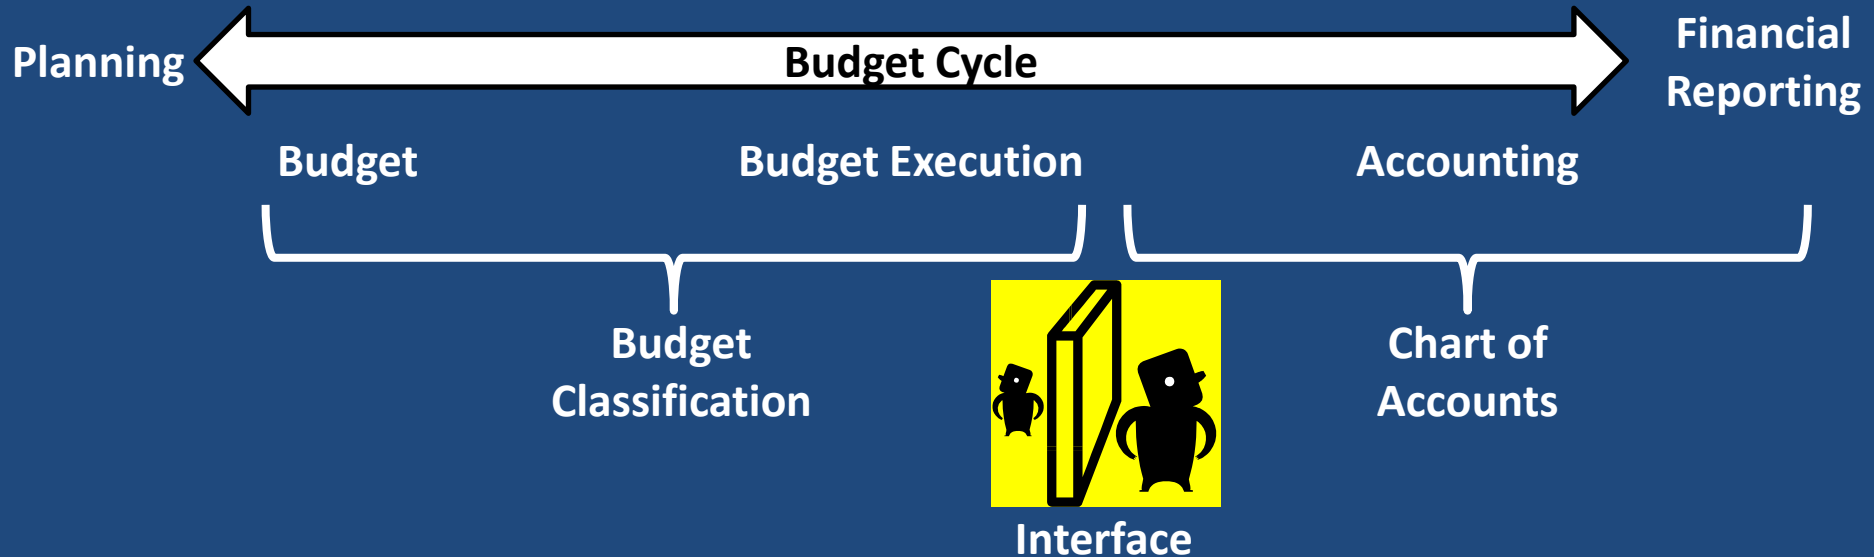 Planning
Budget Cycle
Financial
Reporting
Budget
Budget Execution
Accounting
Budget
Classification
Chart of
Accounts
Interface